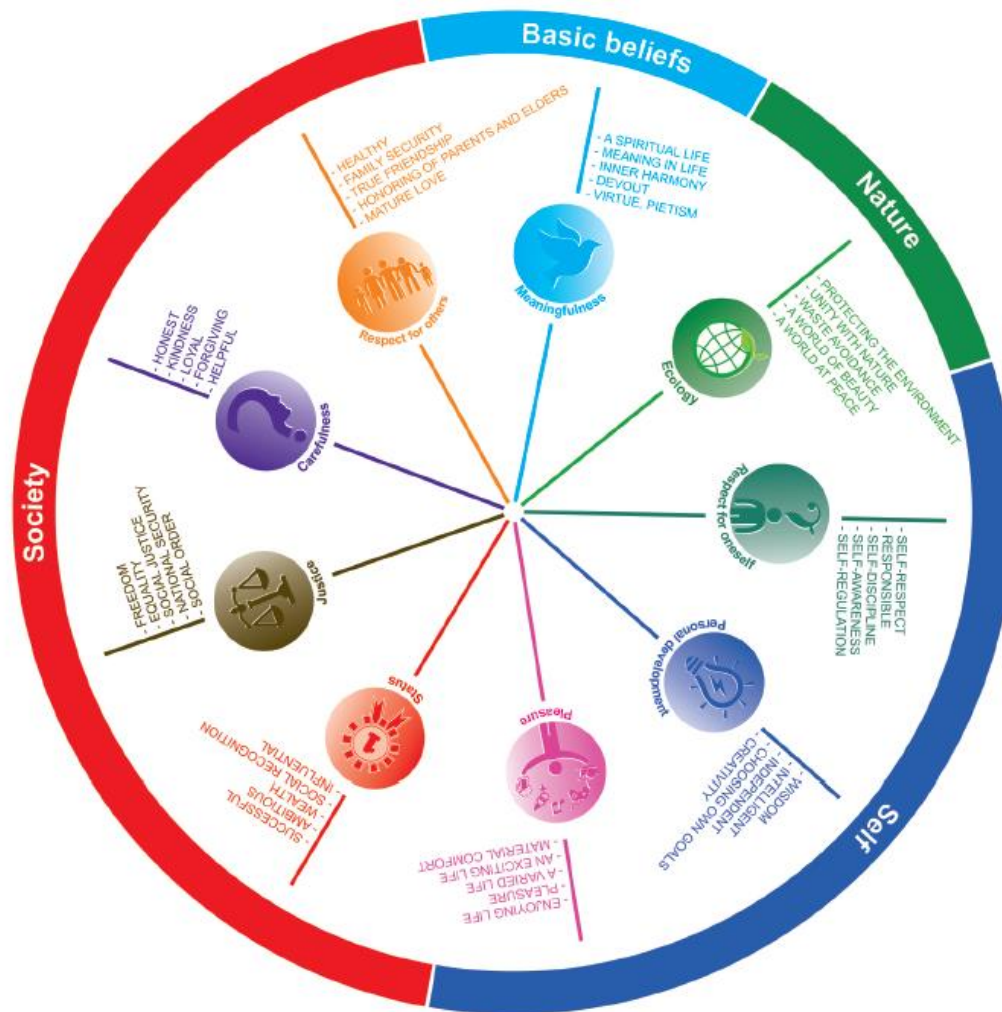 Basic beliefs
Nature
Self
Society
- A SPIRITUAL LIFE
- MEANING IN LIFE
- INNER HARMONY
- DEVOUT
- VIRTUE, PIETISM
Meaningfulness
- PROTECTING THE ENVIRONMENT
- UNITY WITH NATURE
- WASTE AVOIDANCE
- A WORLD OF BEAUTY
- A WORLD AT PEACE
Ecology
- SELF-RESPECT
- RESPONSIBLE
- SELF-DISCIPLINE
- SELF-AWARENESS
- SELF-REGULATION
Respect for oneself
- WISDOM
- INTELLIGENT
- INDEPENDENT
- CHOOSING OWN GOALS
- CREATIVITY
Personal development
- ENJOYING LIFE
- PLEASURE
- A VARIED LIFE
- AN EXCITING LIFE
- MATERIAL COMFORT
Pleasure
- SUCCESSFUL
- AMBITIOUS
- WEALTH
- SOCIAL RECOGNITION
- INFLUENTIAL
Status
1
- FREEDOM
- EQUALITY
- SOCIAL JUSTICE
- NATIONAL SECURITY
- SOCIAL ORDER
Justice
- HONEST
- KINDNESS
- LOYAL
- FORGIVING
- HELPFUL
Carefulness
- HEALTHY
- FAMILY SECURITY
- TRUE FRIENDSHIP
- HONORING OF PARENTS AND ELDERS
- MATURE LOVE
Respect for others